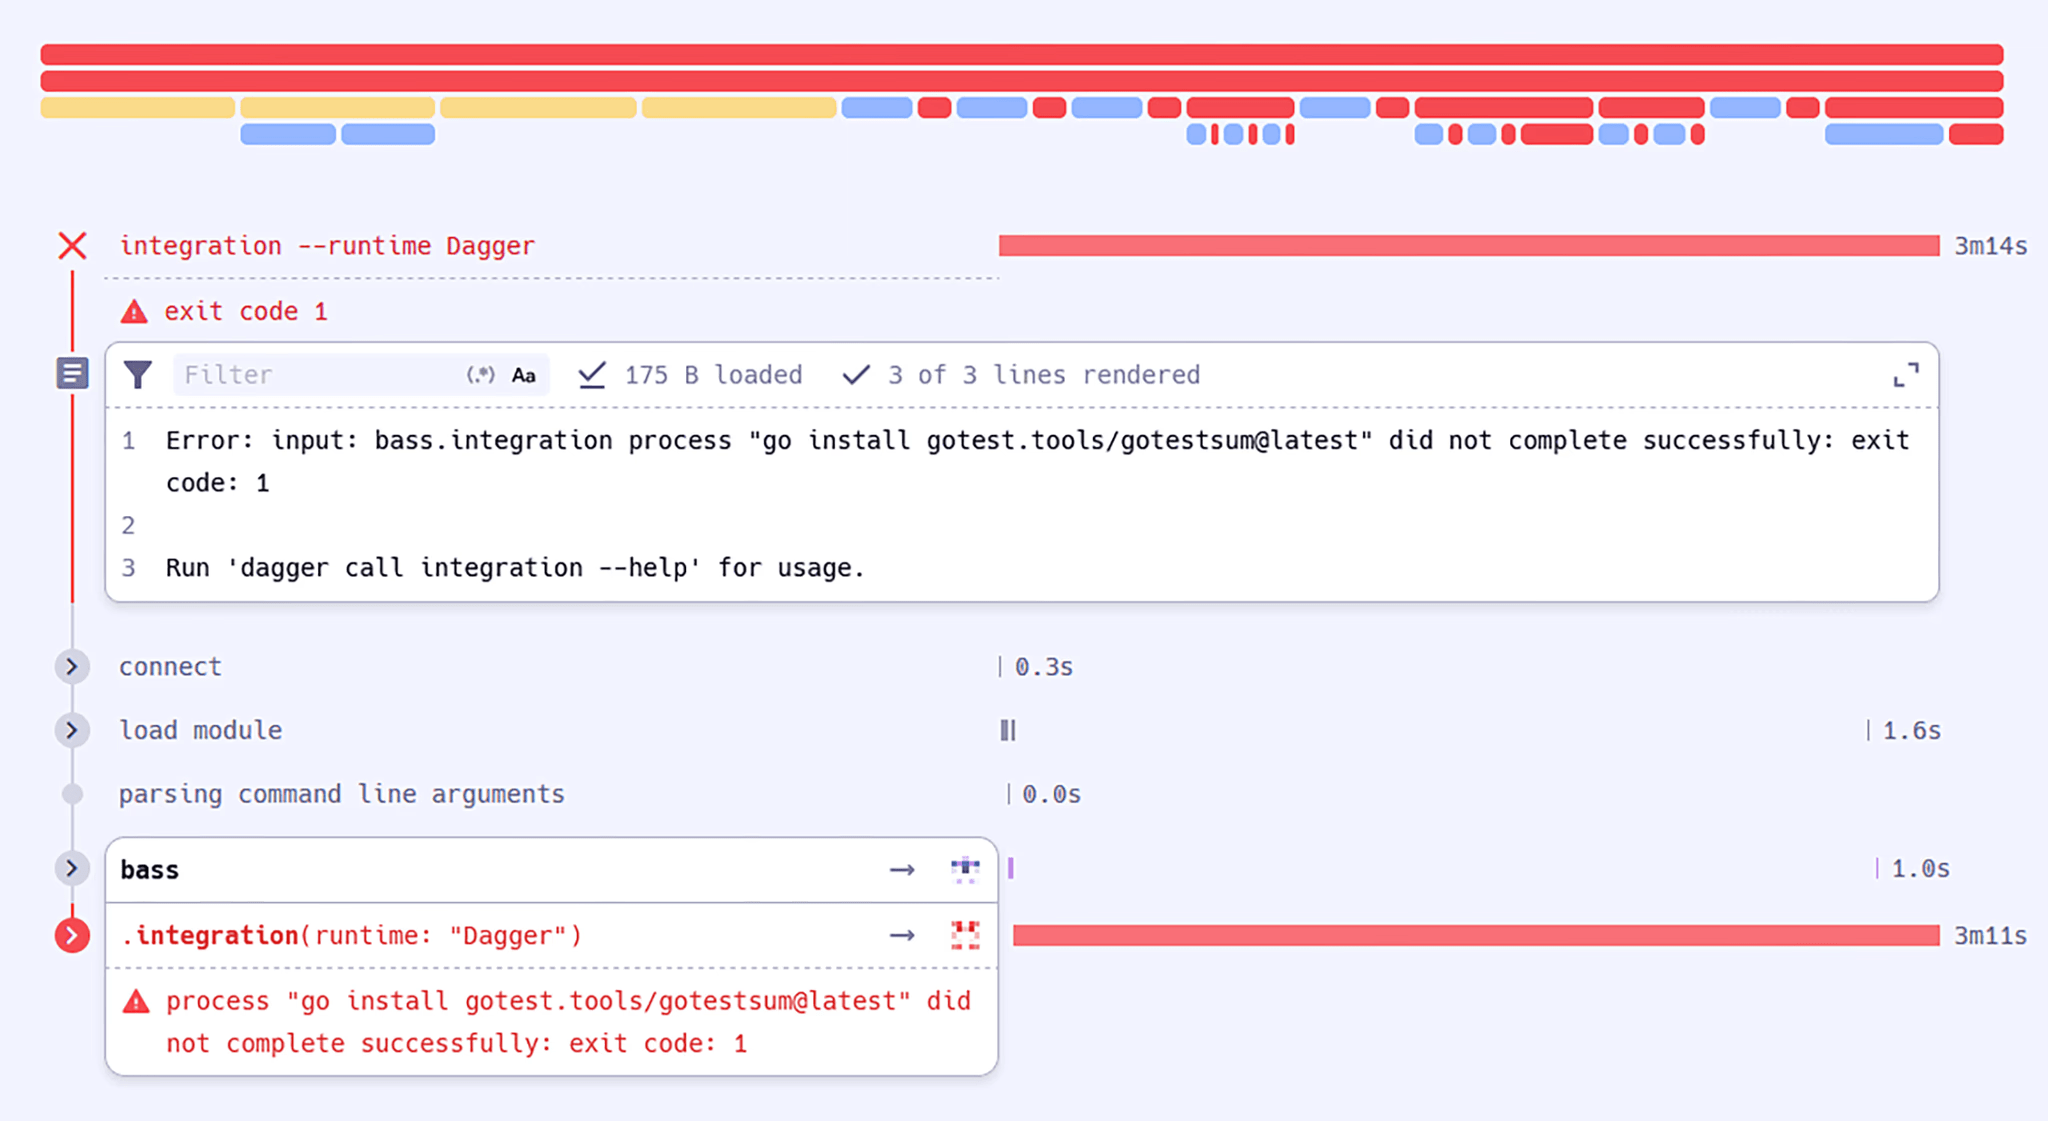 integration --runtime Dagger
3m14s
exit code 1
Filter (.*) Aa 175 B loaded 3 of 3 lines rendered
1 Error: input: bass.integration process "go install gotest.tools/gotestsum@latest" did not complete successfully: exit
code: 1
2
3 Run 'dagger call integration --help' for usage.
connect 0.3s
load module 1.6s
parsing command line arguments 0.0s
bass → 1.0s
.integration(runtime: "Dagger") → 3m11s
process "go install gotest.tools/gotestsum@latest" did
not complete successfully: exit code: 1